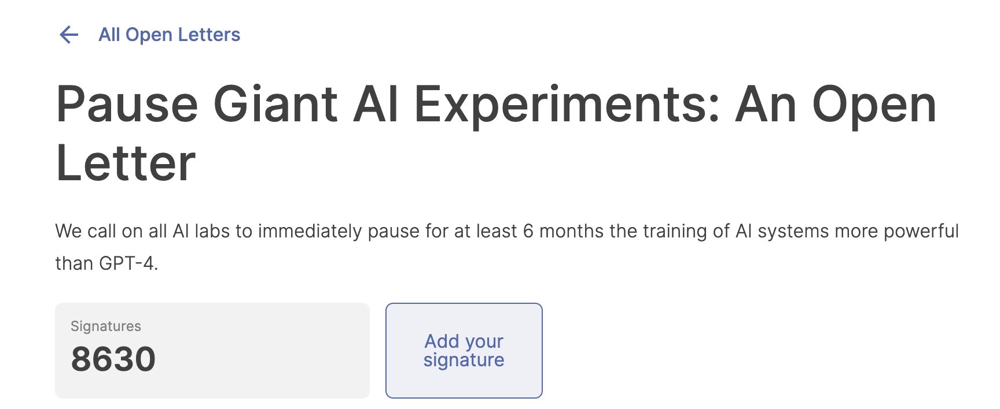 All Open Letters
Pause Giant AI Experiments: An Open
Letter
We call on all AI labs to immediately pause for at least 6 months the training of AI systems more powerful
than GPT-4.
Signatures
8630
Add your
signature